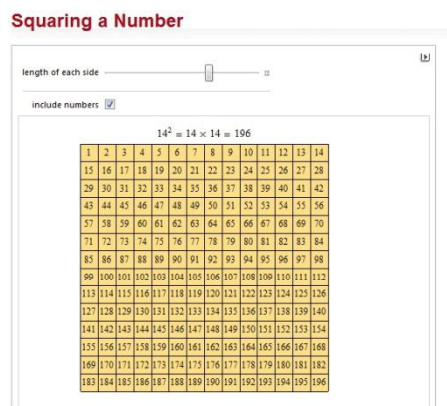 Squaring a Number
length of each side
include numbers
14² = 14 × 14 = 196
1 2 3 4 5 6 7 8 9 10 11 12 13 14
15 16 17 18 19 20 21 22 23 24 25 26 27 28
29 30 31 32 33 34 35 36 37 38 39 40 41 42
43 44 45 46 47 48 49 50 51 52 53 54 55 56
57 58 59 60 61 62 63 64 65 66 67 68 69 70
71 72 73 74 75 76 77 78 79 80 81 82 83 84
85 86 87 88 89 90 91 92 93 94 95 96 97 98
99 100 101 102 103 104 105 106 107 108 109 110 111 112
113 114 115 116 117 118 119 120 121 122 123 124 125 126
127 128 129 130 131 132 133 134 135 136 137 138 139 140
141 142 143 144 145 146 147 148 149 150 151 152 153 154
155 156 157 158 159 160 161 162 163 164 165 166 167 168
169 170 171 172 173 174 175 176 177 178 179 180 181 182
183 184 185 186 187 188 189 190 191 192 193 194 195 196